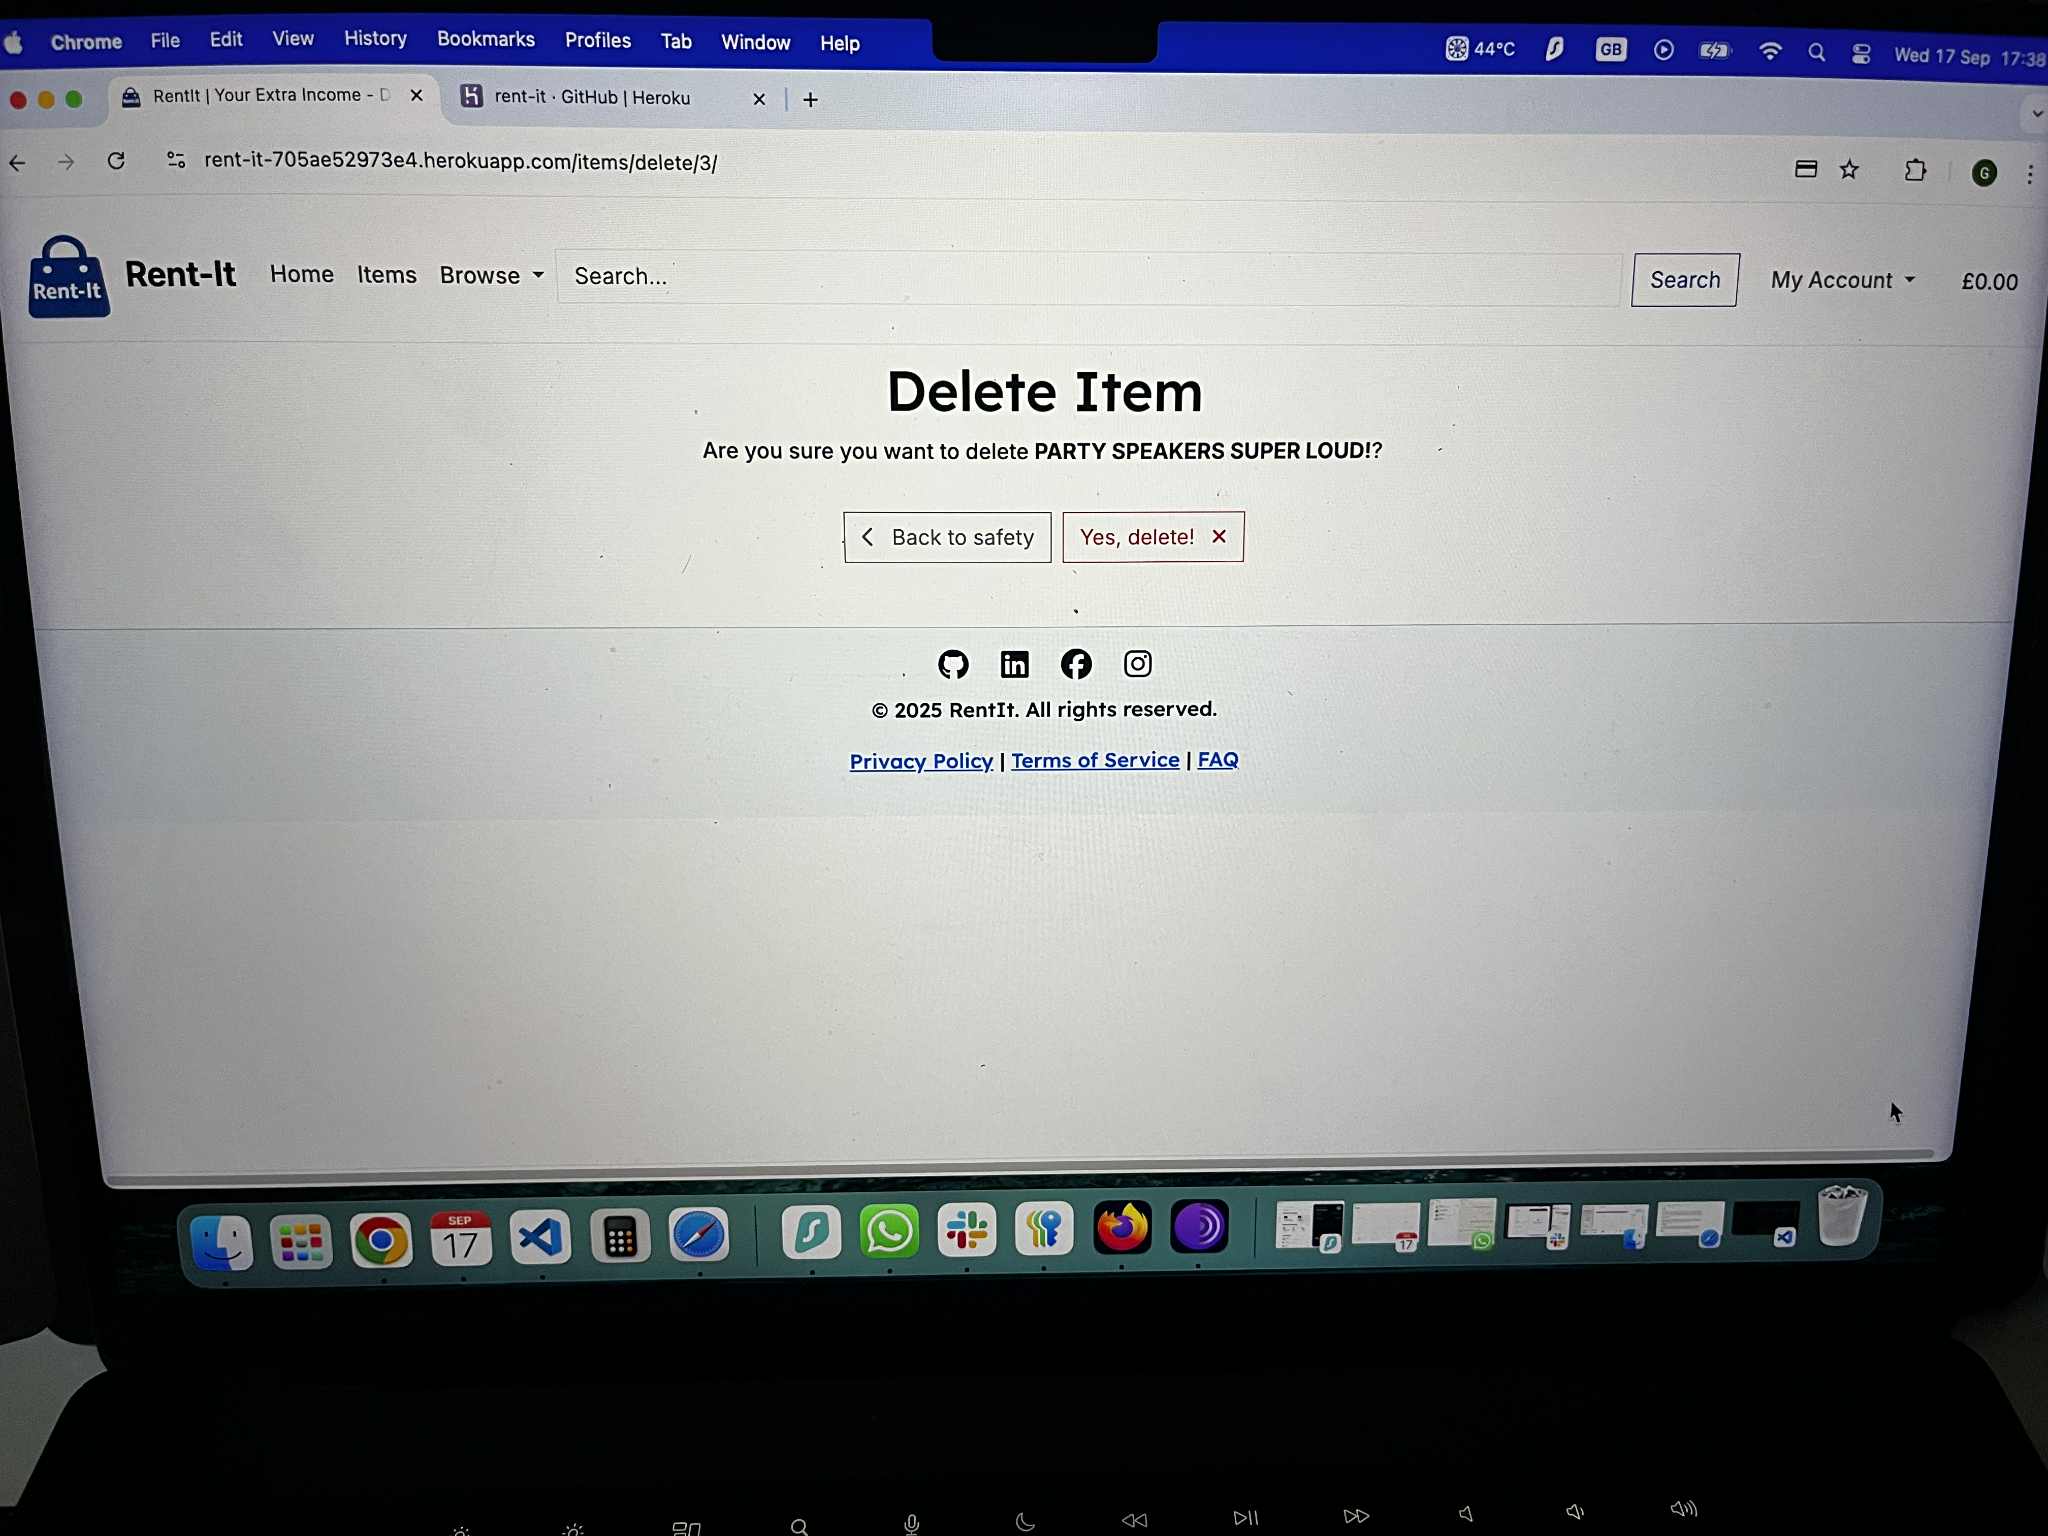 Chrome File Edit View History Bookmarks Profiles Tab Window Help 44°C GB Wed 17 Sep 17:38
RentIt | Your Extra Income - D rent-it · GitHub | Heroku
rent-it-705ae52973e4.herokuapp.com/items/delete/3/ G
Rent-It Rent-It Home Items Browse Search... Search My Account £0.00
Delete Item
Are you sure you want to delete PARTY SPEAKERS SUPER LOUD!?
Back to safety Yes, delete!
© 2025 RentIt. All rights reserved.
Privacy Policy | Terms of Service | FAQ
SEP
17
17